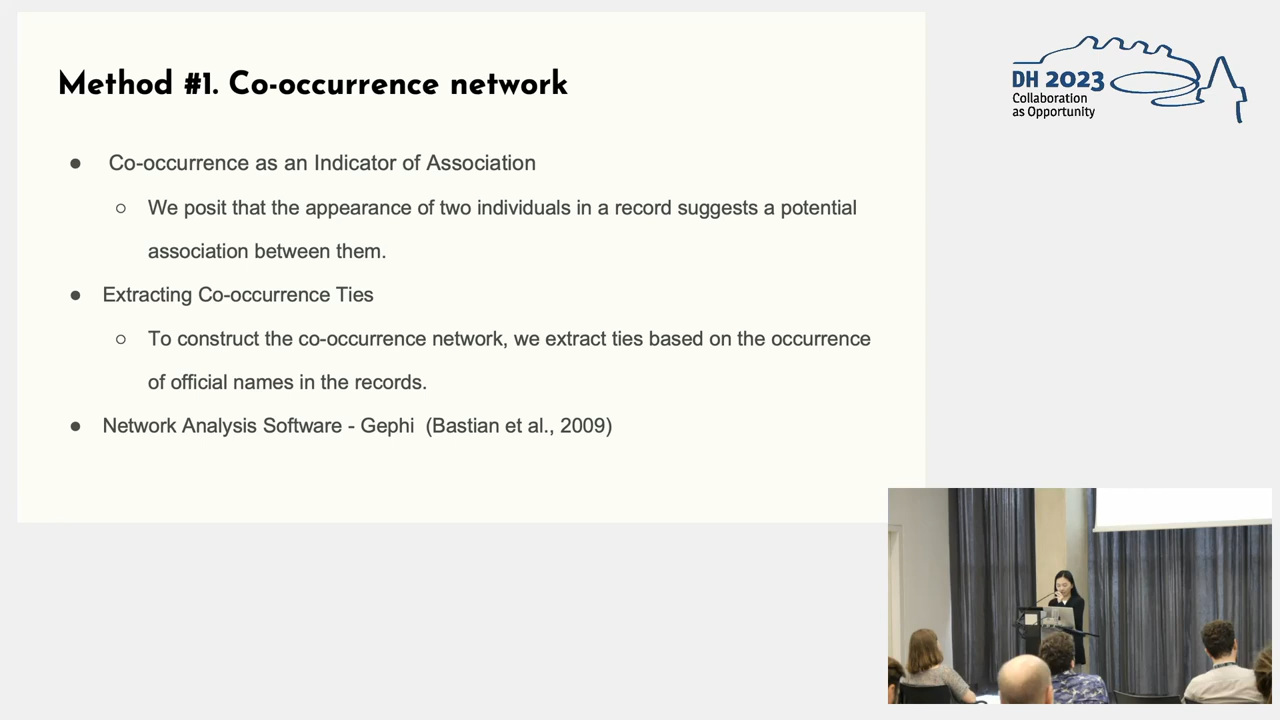 Method #1. Co-occurrence network
● Co-occurrence as an Indicator of Association
○ We posit that the appearance of two individuals in a record suggests a potential
association between them.
● Extracting Co-occurrence Ties
○ To construct the co-occurrence network, we extract ties based on the occurrence
of official names in the records.
● Network Analysis Software - Gephi (Bastian et al., 2009)
DH 2023
Collaboration
as Opportunity